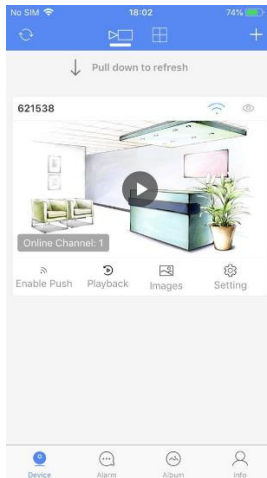 No SIM 18:02 74%
Pull down to refresh
621538
Online Channel: 1
Enable Push Playback Images Setting
Device Alarm Album Info